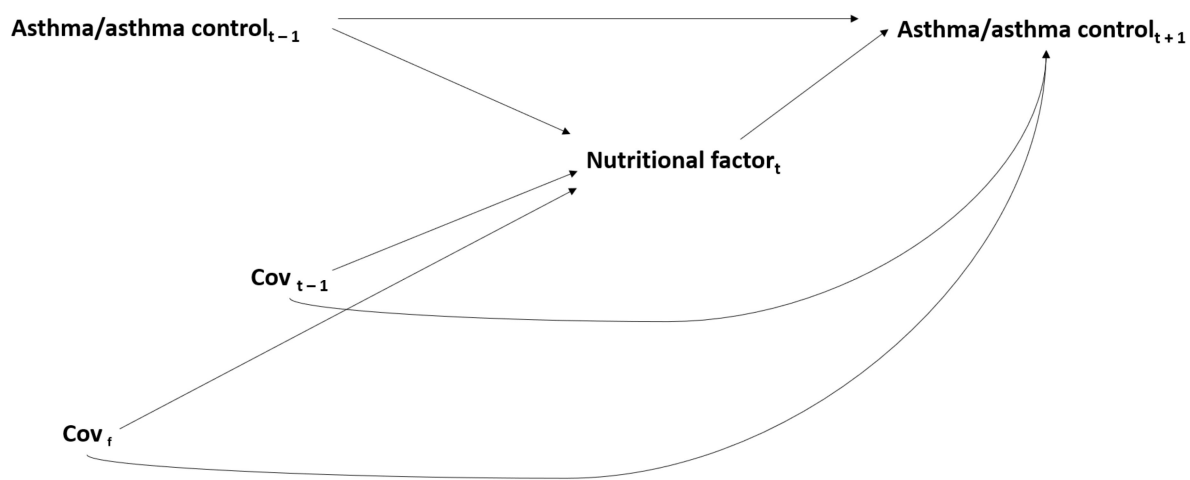 Asthma/asthma control t – 1
Asthma/asthma control t + 1
Nutritional factor t
Cov t – 1
Cov f